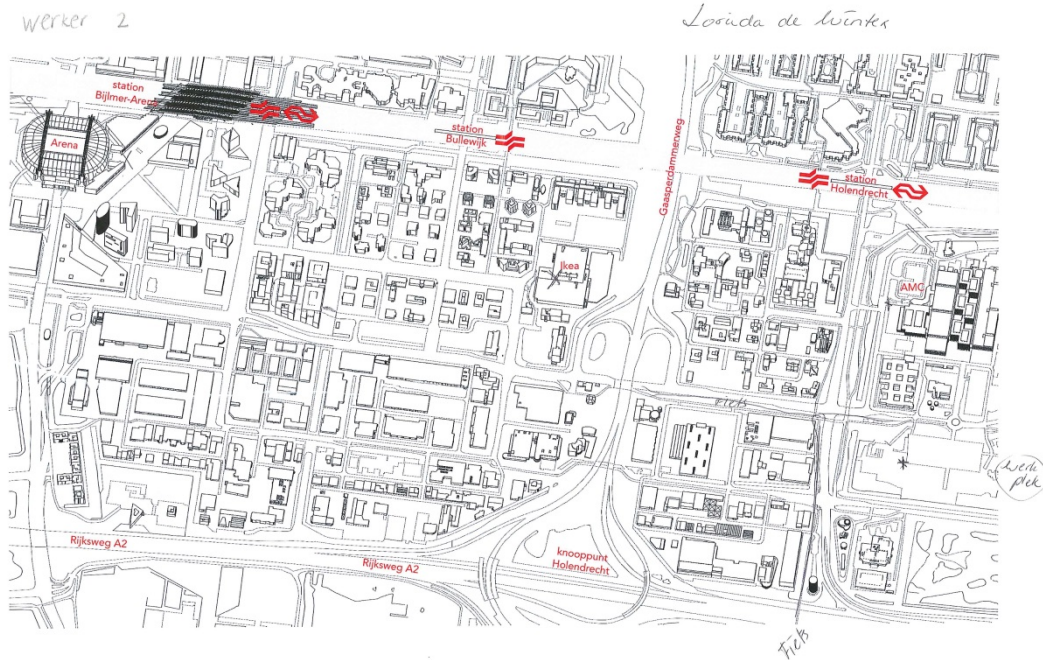 werker 2
Lorinda de Winter
station
Bijlmer-Arena
Arena
station
Bullewijk
Gaasperdammerweg
station
Holendrecht
Ikea
AMC
Fiets
werk
plek
Rijksweg A2
Rijksweg A2
knooppunt
Holendrecht
Fiets